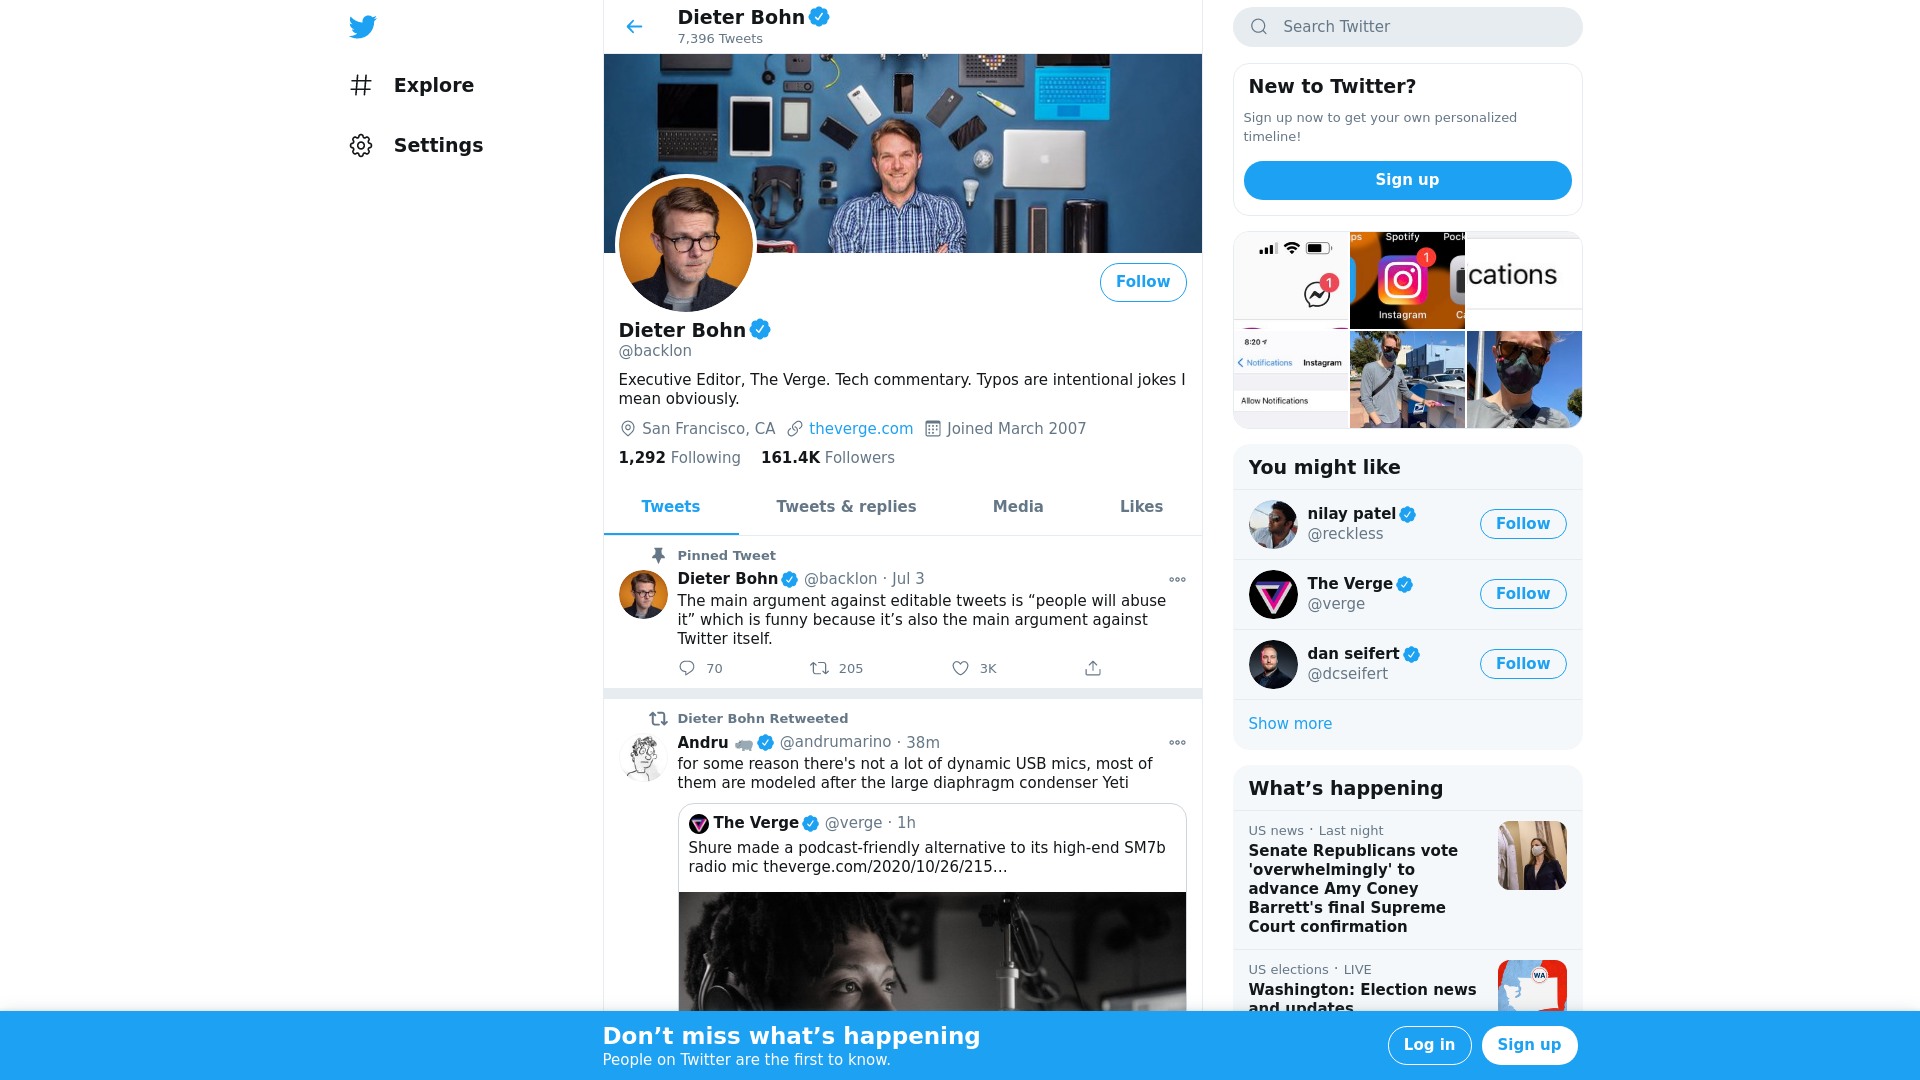 Explore
Settings
Dieter Bohn
7,396 Tweets
Follow
Dieter Bohn
@backlon
Executive Editor, The Verge. Tech commentary. Typos are intentional jokes I
mean obviously.
San Francisco, CA theverge.com Joined March 2007
1,292 Following 161.4K Followers
Tweets Tweets & replies Media Likes
Pinned Tweet
Dieter Bohn @backlon · Jul 3
The main argument against editable tweets is “people will abuse
it” which is funny because it’s also the main argument against
Twitter itself.
70 205 3K
Dieter Bohn Retweeted
Andru @andrumarino · 38m
for some reason there's not a lot of dynamic USB mics, most of
them are modeled after the large diaphragm condenser Yeti
The Verge @verge · 1h
Shure made a podcast-friendly alternative to its high-end SM7b
radio mic theverge.com/2020/10/26/215…
Search Twitter
New to Twitter?
Sign up now to get your own personalized
timeline!
Sign up
1
ps Spotify Pock
1
Instagram Ca
cations
8:20
Notifications Instagram
Allow Notifications
You might like
nilay patel
@reckless
Follow
The Verge
@verge
Follow
dan seifert
@dcseifert
Follow
Show more
What’s happening
US news · Last night
Senate Republicans vote
'overwhelmingly' to
advance Amy Coney
Barrett's final Supreme
Court confirmation
US elections · LIVE
Washington: Election news
and updates
WA
Don’t miss what’s happening
People on Twitter are the first to know.
Log in
Sign up